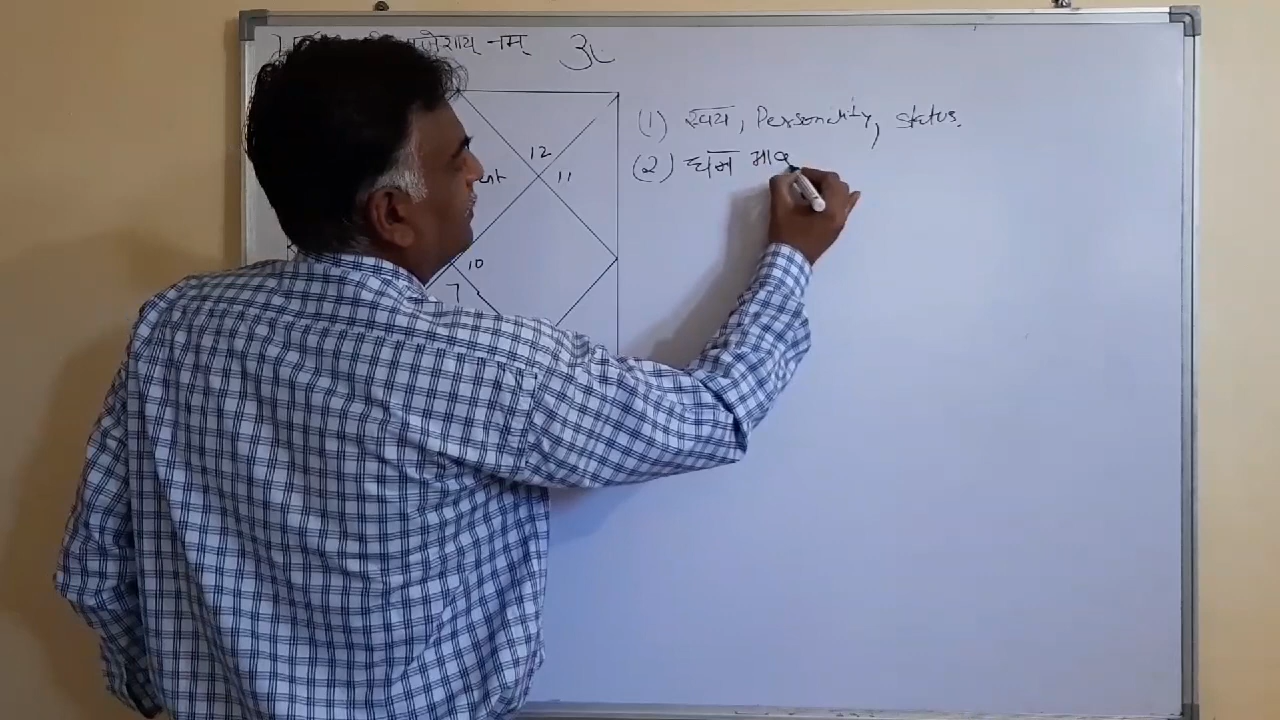 गणेशाय नम्
(1) स्वयं, Personality, status.
(2) धन भाव
12
11
10
7